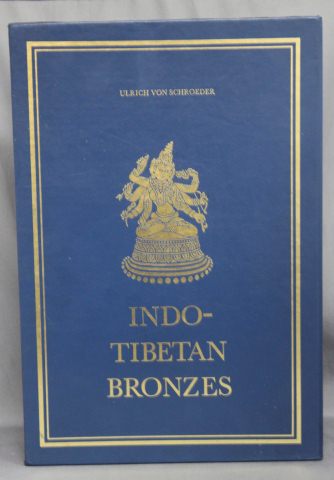 ULRICH VON SCHROEDER
INDO-
TIBETAN
BRONZES